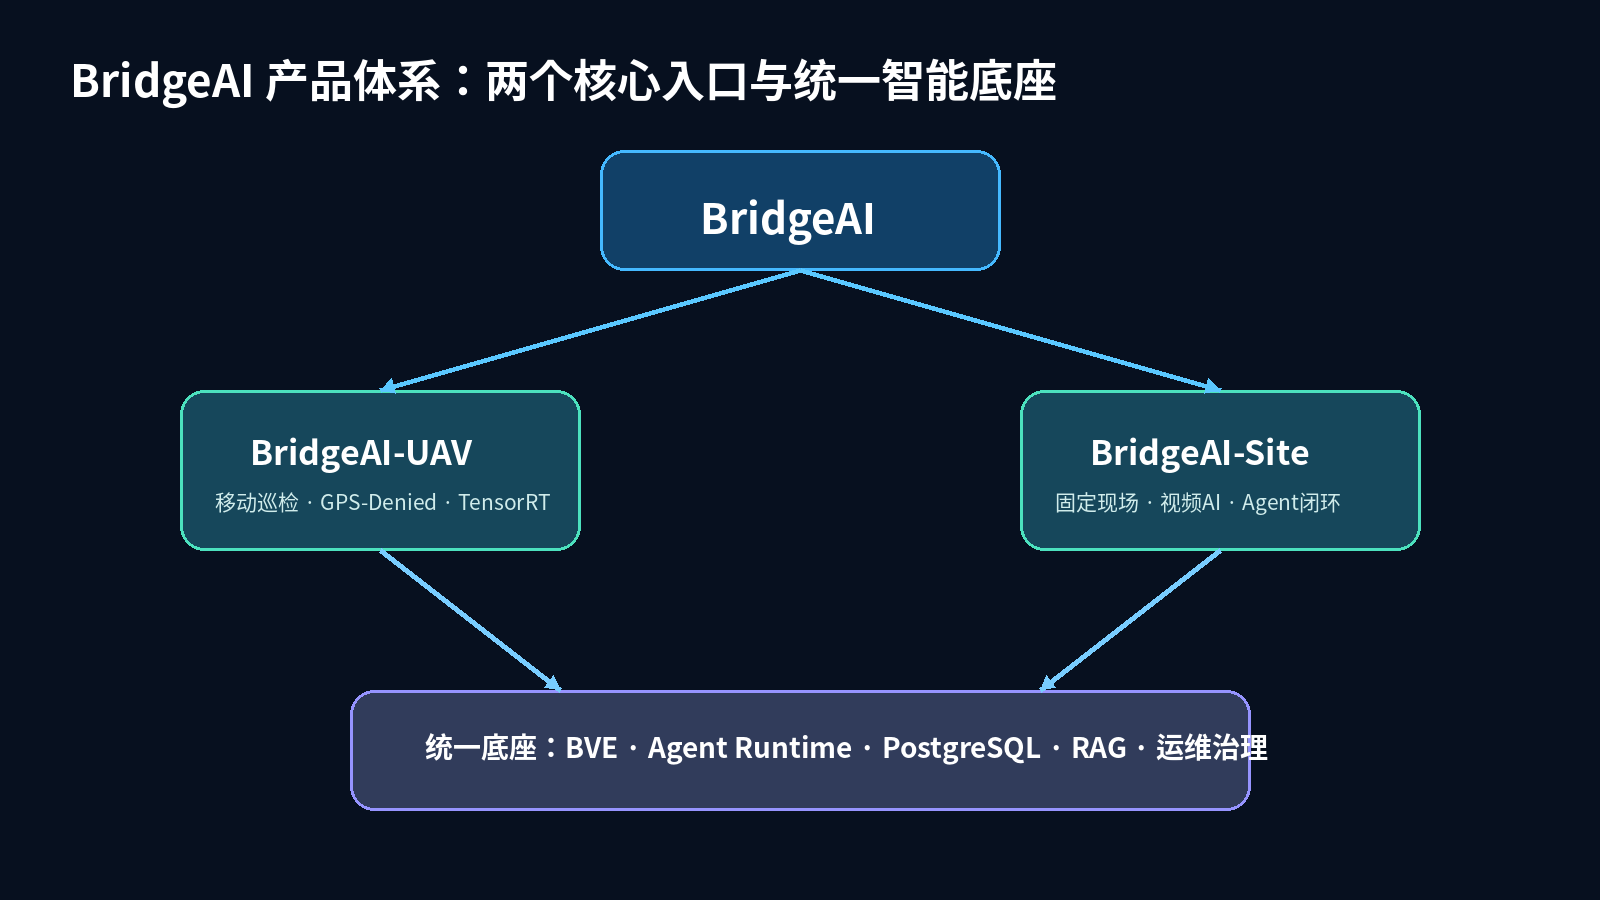 BridgeAI 产品体系：两个核心入口与统一智能底座
BridgeAI
BridgeAI-UAV
移动巡检 · GPS-Denied · TensorRT
BridgeAI-Site
固定现场 · 视频AI · Agent闭环
统一底座：BVE · Agent Runtime · PostgreSQL · RAG · 运维治理